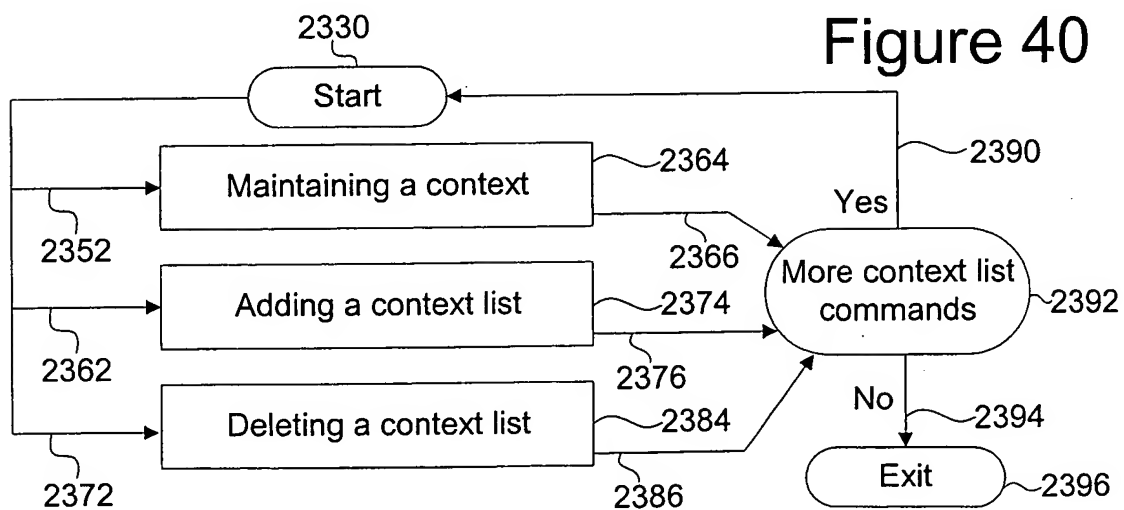 Figure 40
2330
Start
2390
Maintaining a context
2364
Yes
2352
2366
More context list
commands
2392
Adding a context list
2374
2362
2376
No
2394
Deleting a context list
2384
2372
2386
Exit
2396